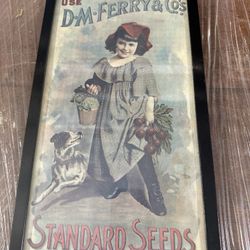 USE
D.M.FERRY & CO'S
STANDARD SEEDS